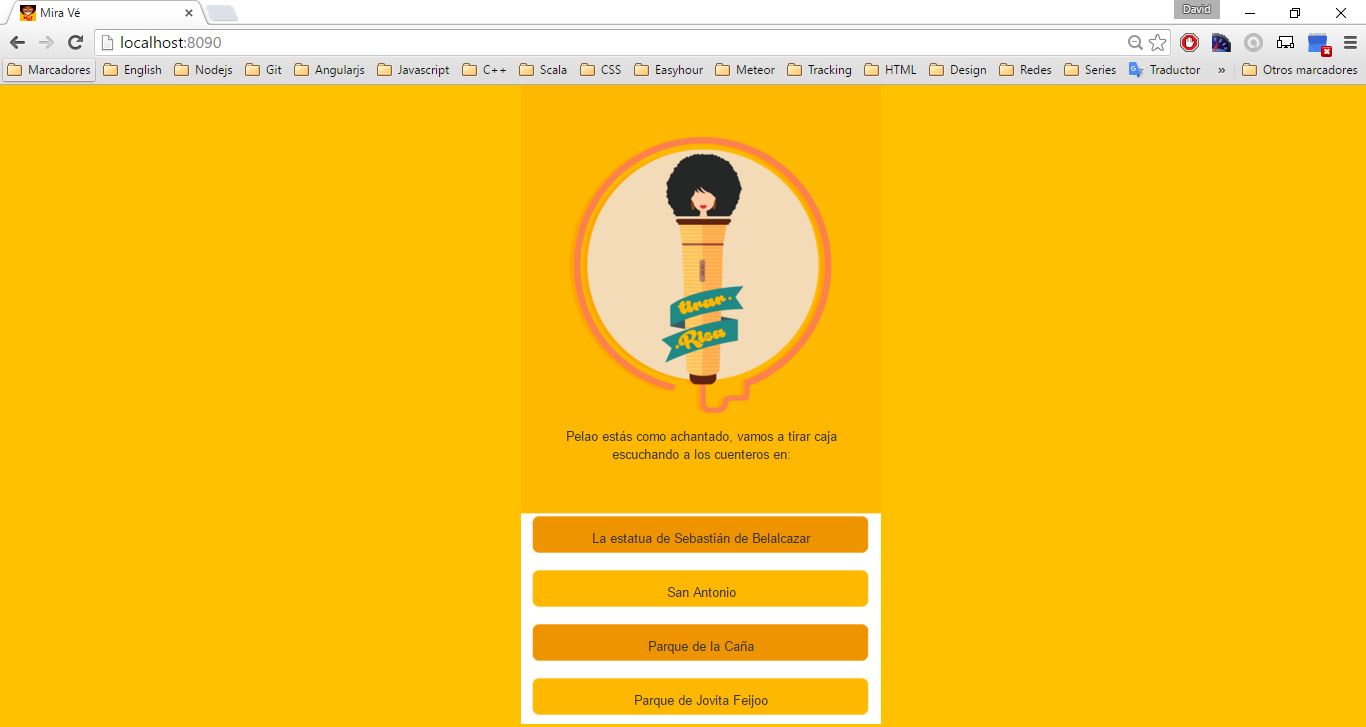 Mira Vé
David
localhost:8090
Marcadores English Nodejs Git Angularjs Javascript C++ Scala CSS Easyhour Meteor Tracking HTML Design Redes Series Traductor » Otros marcadores
tirar
Risa
Pelao estás como achantado, vamos a tirar caja
escuchando a los cuenteros en:
La estatua de Sebastián de Belalcazar
San Antonio
Parque de la Caña
Parque de Jovita Feijoo